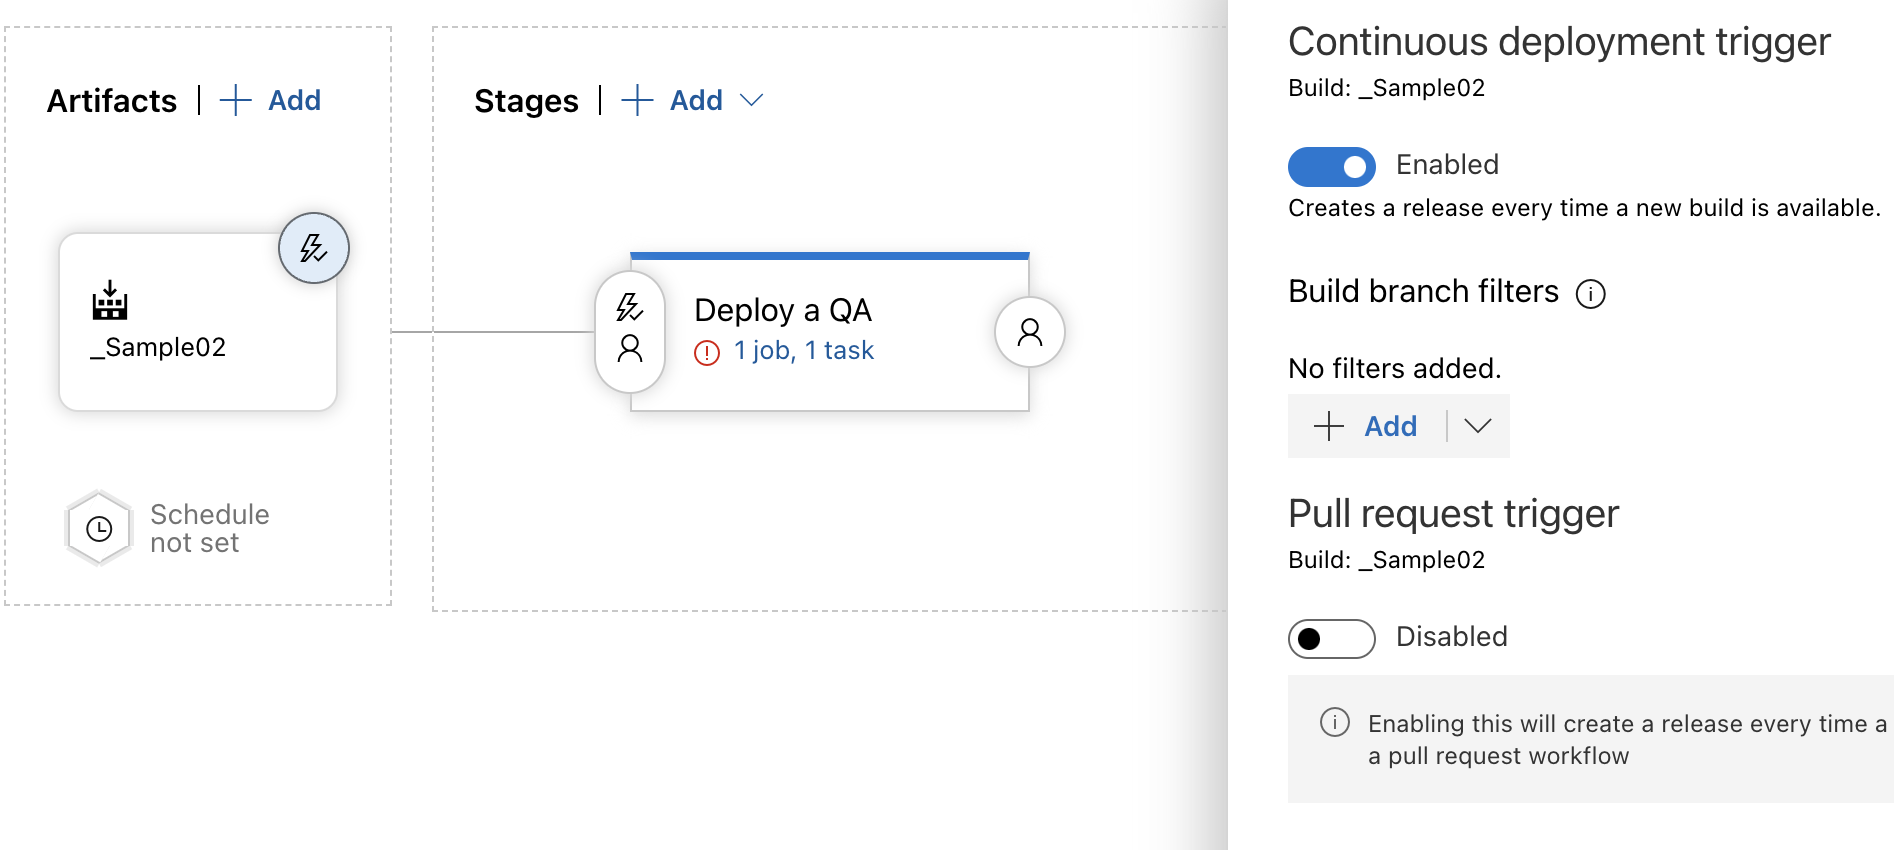 Artifacts | + Add
_Sample02
Schedule
not set
Stages | + Add
Deploy a QA
1 job, 1 task
Continuous deployment trigger
Build: _Sample02
Enabled
Creates a release every time a new build is available.
Build branch filters
No filters added.
+ Add
Pull request trigger
Build: _Sample02
Disabled
Enabling this will create a release every time a
a pull request workflow